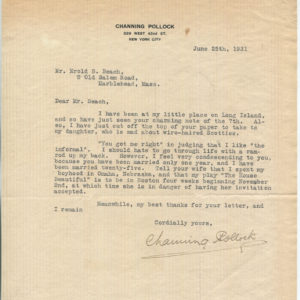 CHANNING POLLOCK
229 WEST 42ND ST.
NEW YORK CITY
June 25th, 1931
Mr. Erold S. Beach,
2 Old Salem Road,
Marblehead, Mass.
Dear Mr. Beach,
I have been at my little place on Long Island,
and so have just seen your charming note of the 7th. Al-
so, I have just cut off the top of your paper to take to
my daughter, who is mad about wire-haired Scotties.
"You got me right" in judging that I like "the
informal". I should hate to go through life with a ram-
rod up my back. However, I feel very condescending to you,
because you have been married only one year, and I have
been married twenty-five. Tell your wife that I spent my
boyhood in Omaha, Nebraska, and that my play "The House
Beautiful" is to be in Boston four weeks beginning November
2nd, at which time she is in danger of having her invitation
accepted.
Meanwhile, my best thanks for your letter, and
I remain
Cordially yours,
Channing Pollock